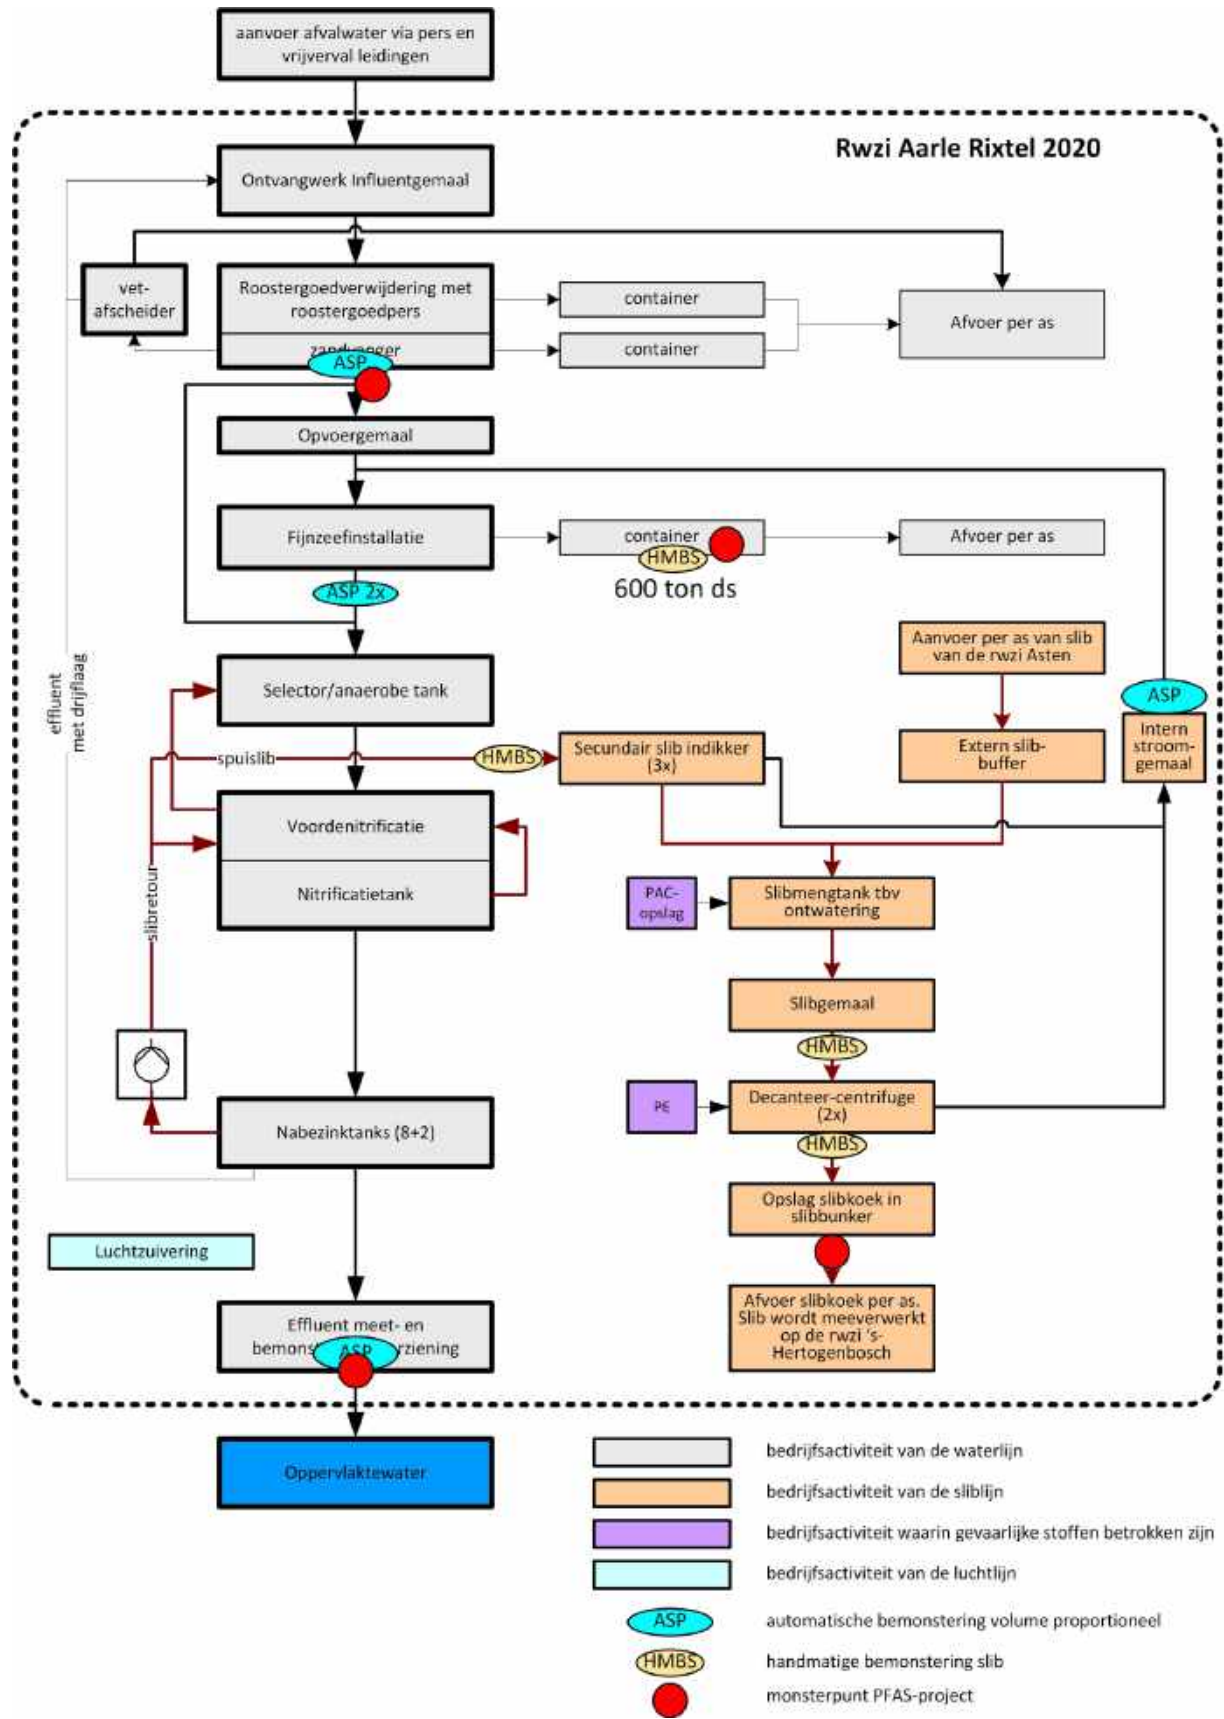 aanvoer afvalwater via pers en
vrijverval leidingen
Rwzi Aarle Rixtel 2020
Ontvangwerk Influentgemaal
vet-
afscheider
Roostergoedverwijdering met
roostergoedpers
zandvanger
ASP
container
container
Afvoer per as
Opvoergemaal
Fijnzeefinstallatie
container
HMBS
600 ton ds
Afvoer per as
ASP 2x
Aanvoer per as van slib
van de rwzi Asten
effluent
met drijflaag
Selector/anaerobe tank
ASP
Intern
stroom-
gemaal
spuislib
HMBS
Secundair slib indikker
(3x)
Extern slib-
buffer
Voordenitrificatie
Nitrificatietank
slibretour
PAC-
opslag
Slibmengtank tbv
ontwatering
Slibgemaal
HMBS
PE
Decanteer-centrifuge
(2x)
HMBS
Nabezinktanks (8+2)
Opslag slibkoek in
slibbunker
Luchtzuivering
Afvoer slibkoek per as.
Slib wordt meeverwerkt
op de rwzi 's-
Hertogenbosch
Effluent meet- en
bemonst rziening
ASP
Oppervlaktewater
bedrijfsactiviteit van de waterlijn
bedrijfsactiviteit van de sliblijn
bedrijfsactiviteit waarin gevaarlijke stoffen betrokken zijn
bedrijfsactiviteit van de luchtlijn
ASP automatische bemonstering volume proportioneel
HMBS handmatige bemonstering slib
monsterpunt PFAS-project